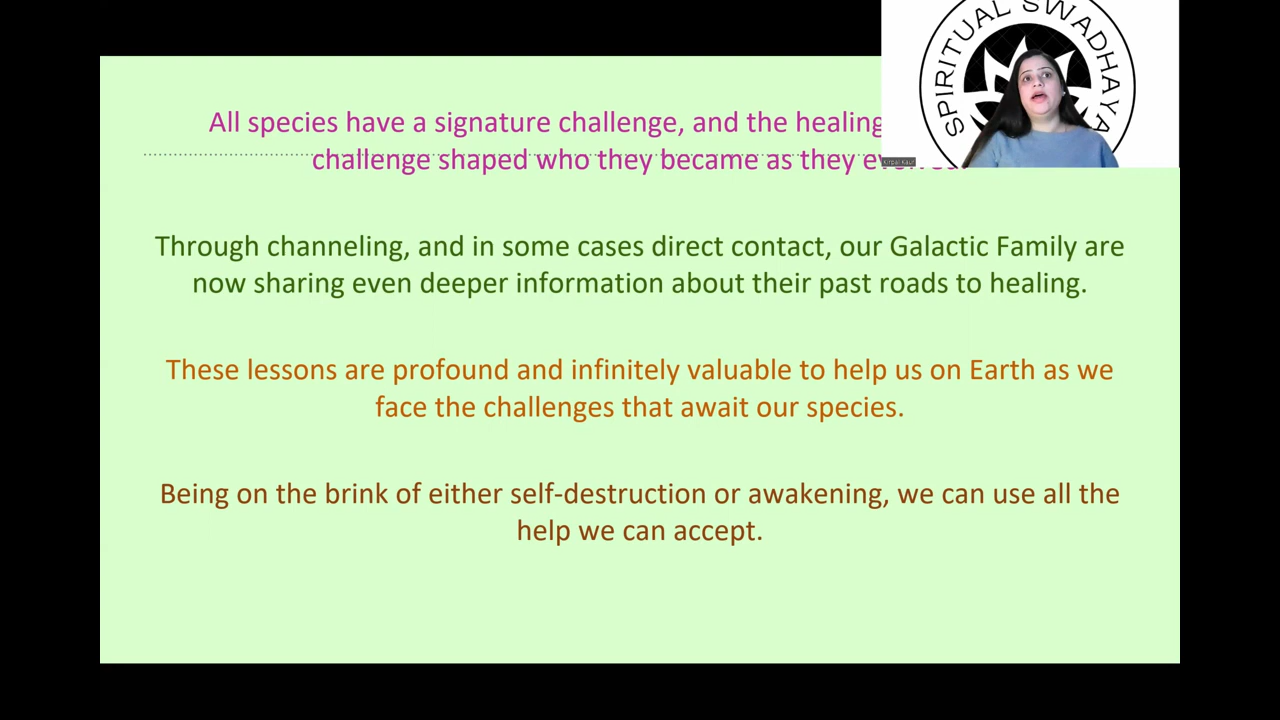 SPIRITUAL SWADHAYA
Kirpal Kaur
All species have a signature challenge, and the healing
challenge shaped who they became as they evolved.
Through channeling, and in some cases direct contact, our Galactic Family are
now sharing even deeper information about their past roads to healing.
These lessons are profound and infinitely valuable to help us on Earth as we
face the challenges that await our species.
Being on the brink of either self-destruction or awakening, we can use all the
help we can accept.